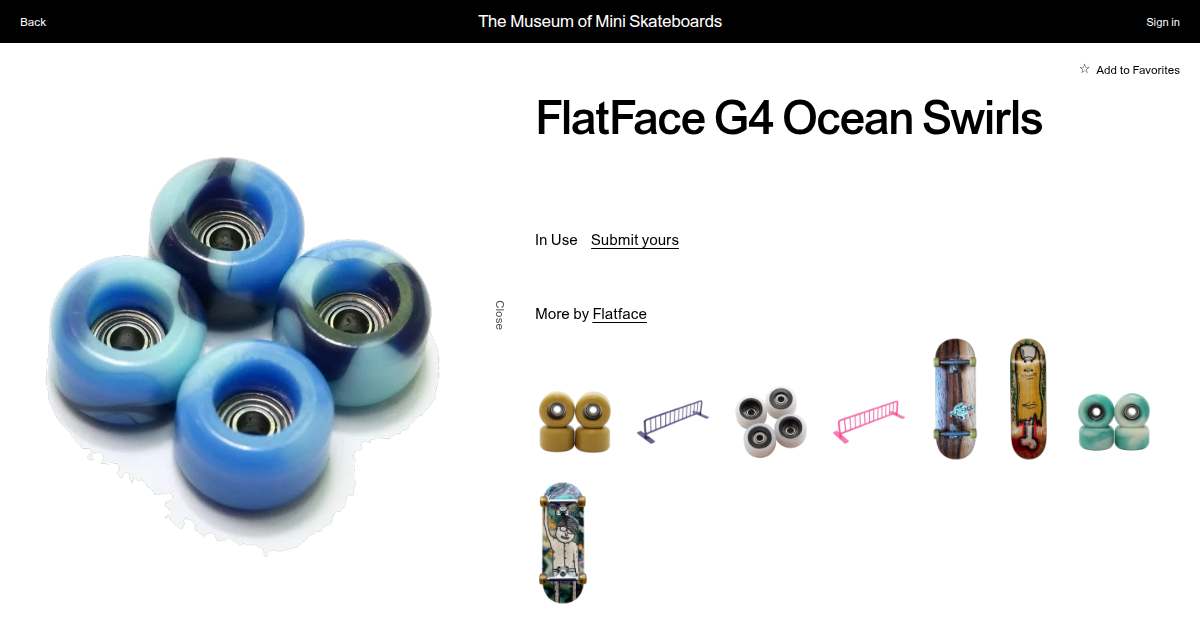 Back
The Museum of Mini Skateboards
Sign in
☆ Add to Favorites
FlatFace G4 Ocean Swirls
In Use Submit yours
Close
More by Flatface